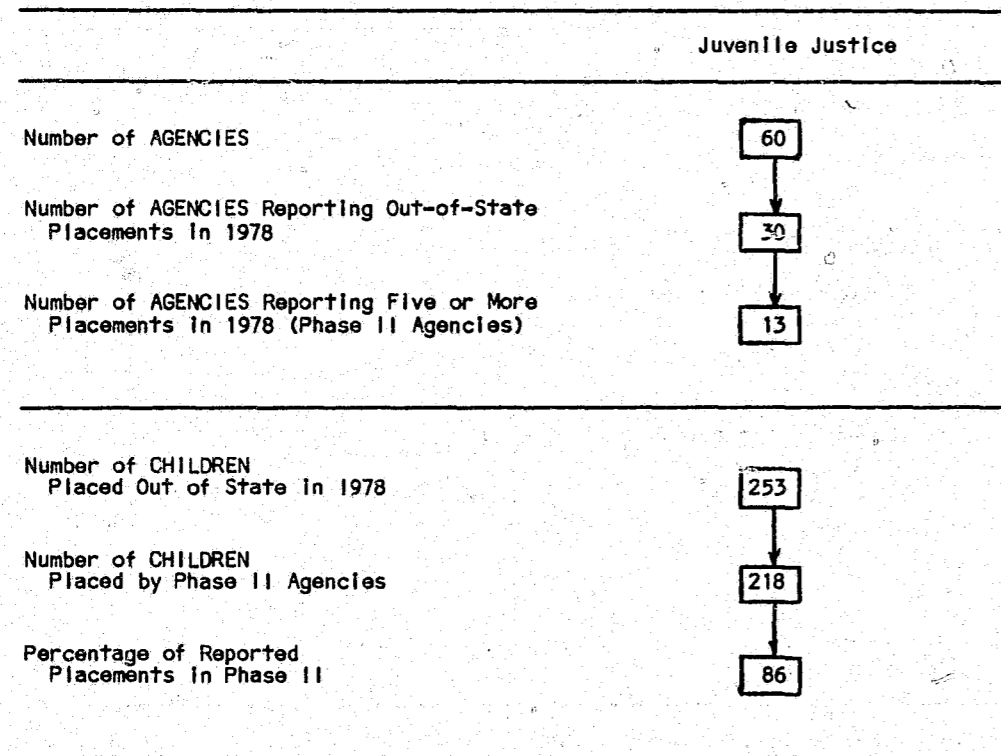 Juvenile Justice
Number of AGENCIES
60
Number of AGENCIES Reporting Out-of-State
Placements in 1978
30
Number of AGENCIES Reporting Five or More
Placements in 1978 (Phase II Agencies)
13
Number of CHILDREN
Placed Out of State in 1978
253
Number of CHILDREN
Placed by Phase II Agencies
218
Percentage of Reported
Placements in Phase II
86